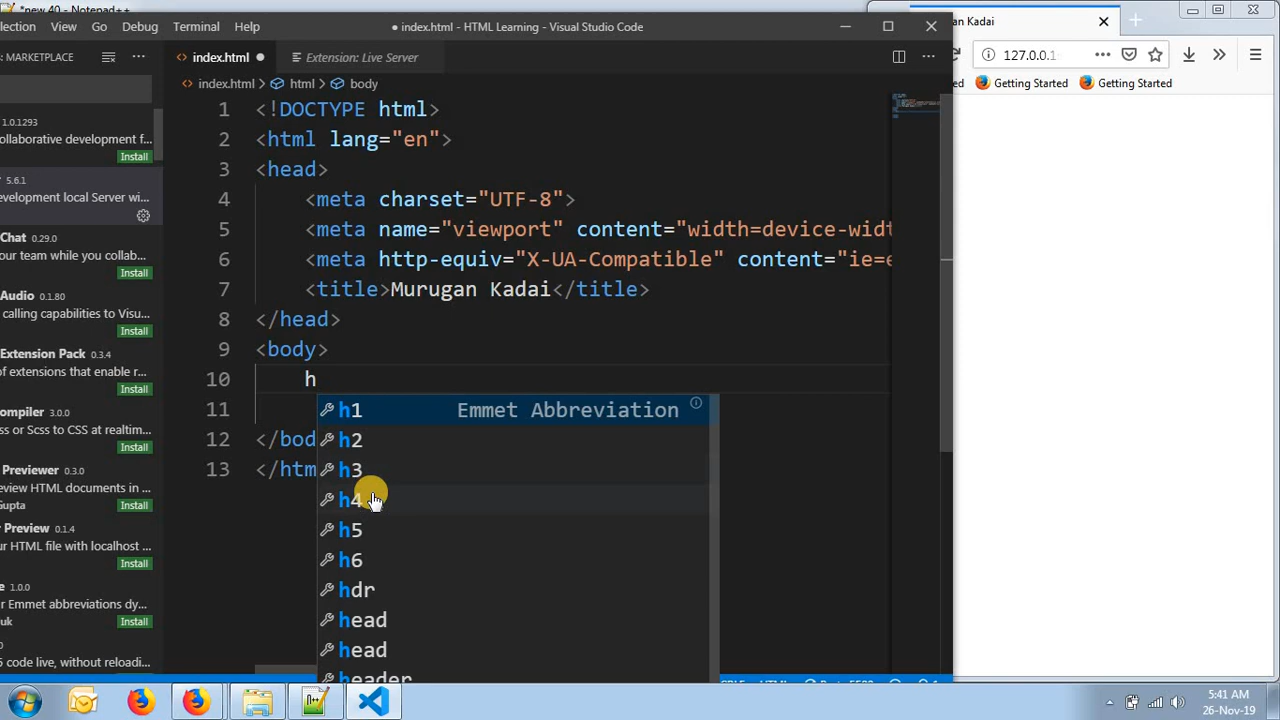 *new 40 - Notepad++
lection View Go Debug Terminal Help
● index.html - HTML Learning - Visual Studio Code
: MARKETPLACE
index.html
Extension: Live Server
index.html > html > body
1.0.1293
ollaborative development f...
Install
5.6.1
evelopment local Server wi...
Chat 0.29.0
our team while you collab...
Install
Audio 0.1.80
calling capabilities to Visu...
Install
Extension Pack 0.3.4
of extensions that enable r...
Install
ompiler 3.0.0
ss or Scss to CSS at realtim...
Install
Previewer 0.3.0
eview HTML documents in ...
Gupta
Install
r Preview 0.1.4
ur HTML file with localhost ...
Install
e 1.0.0
r Emmet abbreviations dy...
uk
Install
5 code live, without reloadi...
1 <!DOCTYPE html>
2 <html lang="en">
3 <head>
4 <meta charset="UTF-8">
5 <meta name="viewport" content="width=device-widt
6 <meta http-equiv="X-UA-Compatible" content="ie=e
7 <title>Murugan Kadai</title>
8 </head>
9 <body>
10 h
11
12 </bod
13 </htm
h1 Emmet Abbreviation
h2
h3
h4
h5
h6
hdr
head
head
header
n Kadai
127.0.0.1
Getting Started
Getting Started
5:41 AM
26-Nov-19